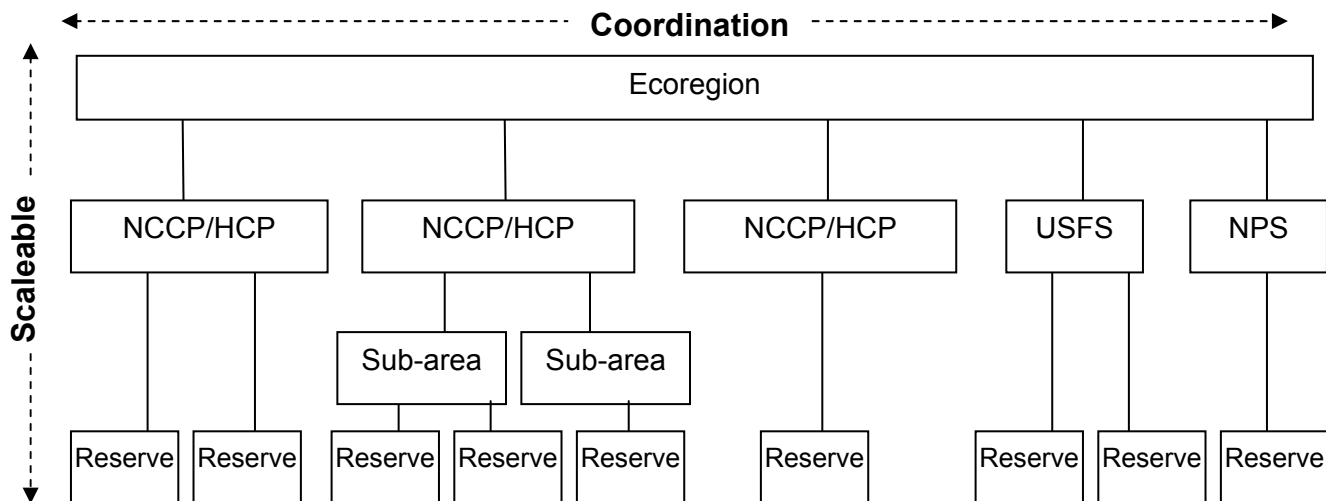 Coordination
Ecoregion
Scaleable
NCCP/HCP NCCP/HCP NCCP/HCP USFS NPS
Sub-area Sub-area
Reserve Reserve Reserve Reserve Reserve Reserve Reserve Reserve Reserve